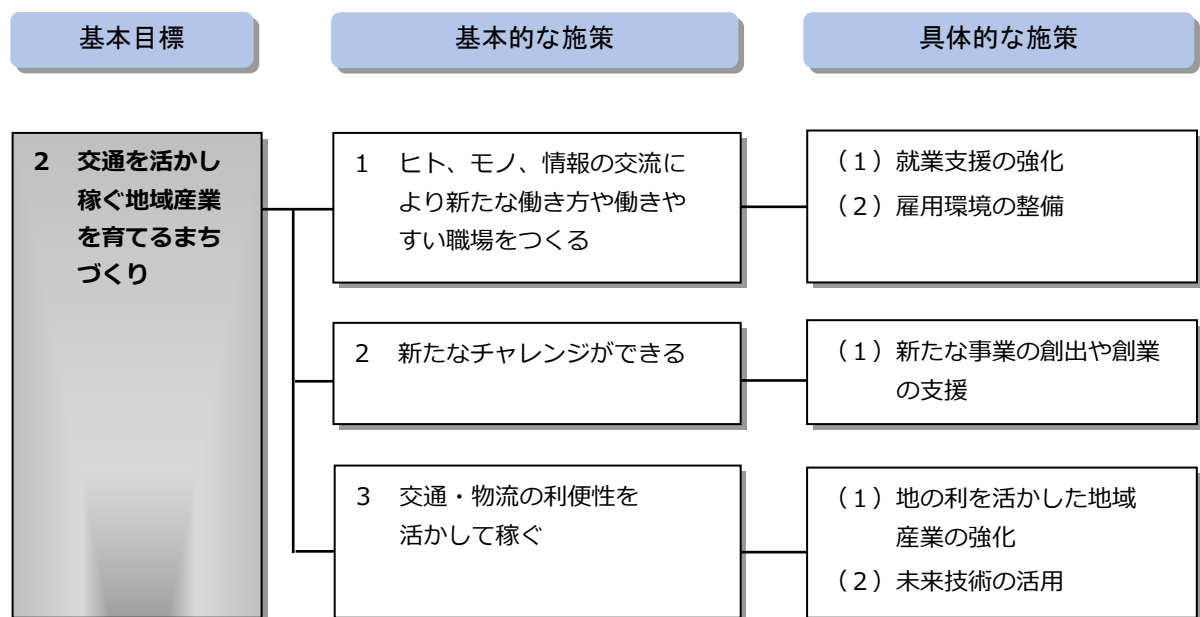 基本目標
基本的な施策
具体的な施策
2 交通を活かし
稼ぐ地域産業
を育てるまち
づくり
1 ヒト、モノ、情報の交流に
より新たな働き方や働きや
すい職場をつくる
(1)就業支援の強化
(2)雇用環境の整備
2 新たなチャレンジができる
(1)新たな事業の創出や創業
の支援
3 交通・物流の利便性を
活かして稼ぐ
(1)地の利を活かした地域
産業の強化
(2)未来技術の活用